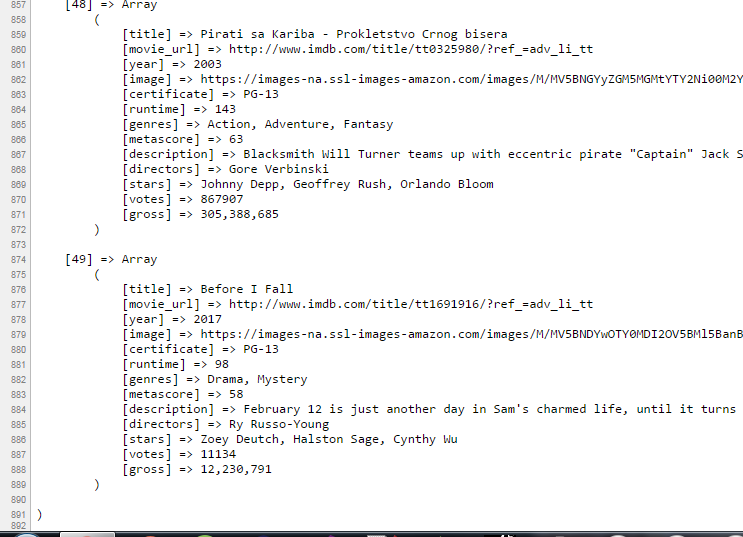 857 [48] => Array
858 (
859 [title] => Pirati sa Kariba - Prokletstvo Crnog bisera
860 [movie_url] => http://www.imdb.com/title/tt0325980/?ref_=adv_li_tt
861 [year] => 2003
862 [image] => https://images-na.ssl-images-amazon.com/images/M/MV5BNGYyZGM5MGMtYTY2Ni00M2Y
863 [certificate] => PG-13
864 [runtime] => 143
865 [genres] => Action, Adventure, Fantasy
866 [metascore] => 63
867 [description] => Blacksmith Will Turner teams up with eccentric pirate "Captain" Jack S
868 [directors] => Gore Verbinski
869 [stars] => Johnny Depp, Geoffrey Rush, Orlando Bloom
870 [votes] => 867907
871 [gross] => 305,388,685
872 )
873
874 [49] => Array
875 (
876 [title] => Before I Fall
877 [movie_url] => http://www.imdb.com/title/tt1691916/?ref_=adv_li_tt
878 [year] => 2017
879 [image] => https://images-na.ssl-images-amazon.com/images/M/MV5BNDYwOTY0MDI2OV5BMl5BanB
880 [certificate] => PG-13
881 [runtime] => 98
882 [genres] => Drama, Mystery
883 [metascore] => 58
884 [description] => February 12 is just another day in Sam's charmed life, until it turns
885 [directors] => Ry Russo-Young
886 [stars] => Zoey Deutch, Halston Sage, Cynthy Wu
887 [votes] => 11134
888 [gross] => 12,230,791
889 )
890
891 )
892